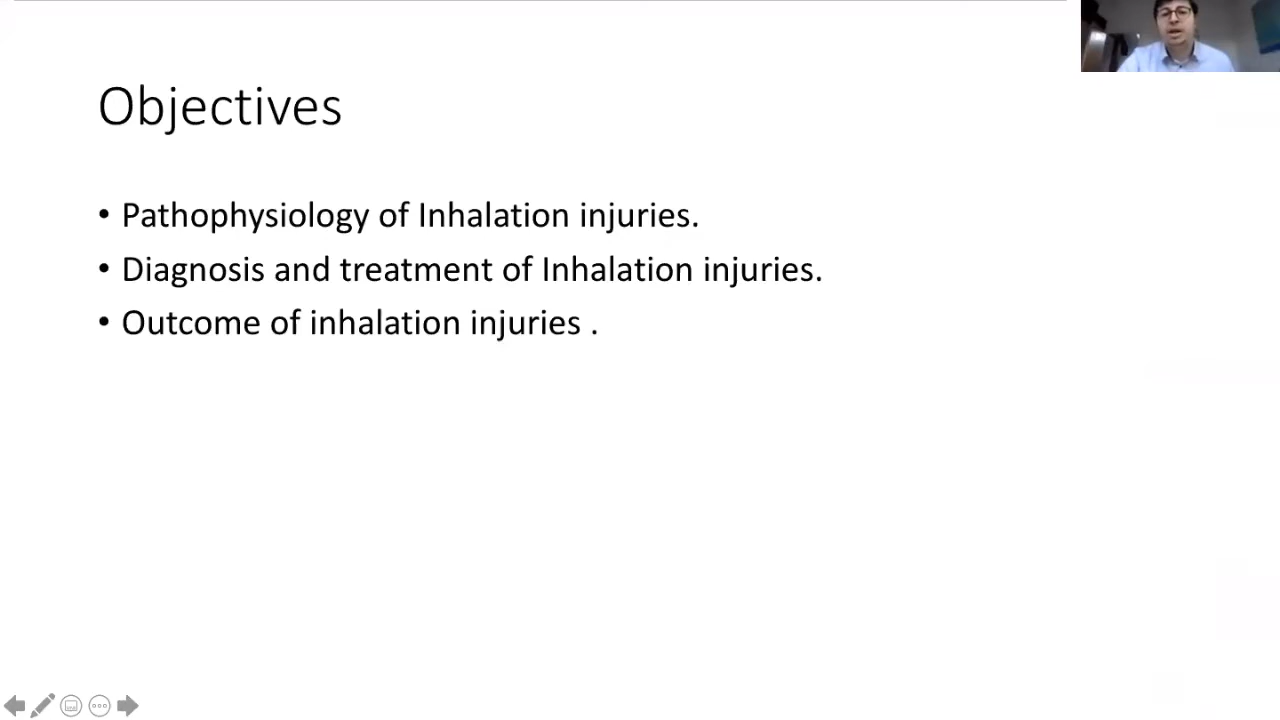 Objectives
• Pathophysiology of Inhalation injuries.
• Diagnosis and treatment of Inhalation injuries.
• Outcome of inhalation injuries .